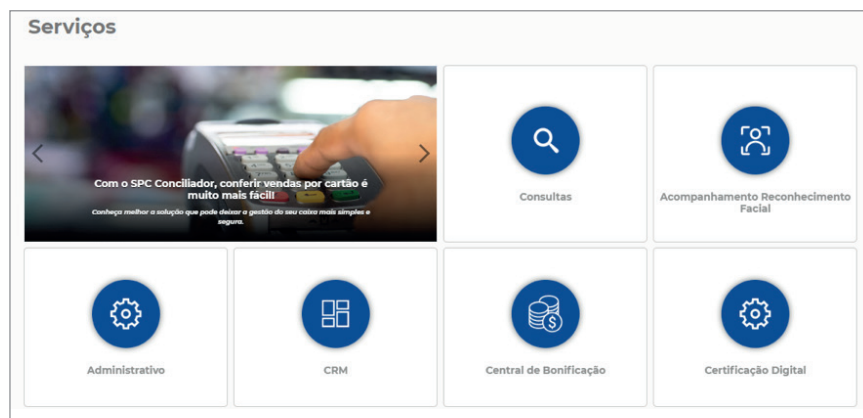 Serviços
Com o SPC Conciliador, conferir vendas por cartão é
muito mais fácil!
Conheça melhor a solução que pode deixar a gestão do seu caixa mais simples e
segura.
Consultas
Acompanhamento Reconhecimento
Facial
Administrativo
CRM
Central de Bonificação
Certificação Digital